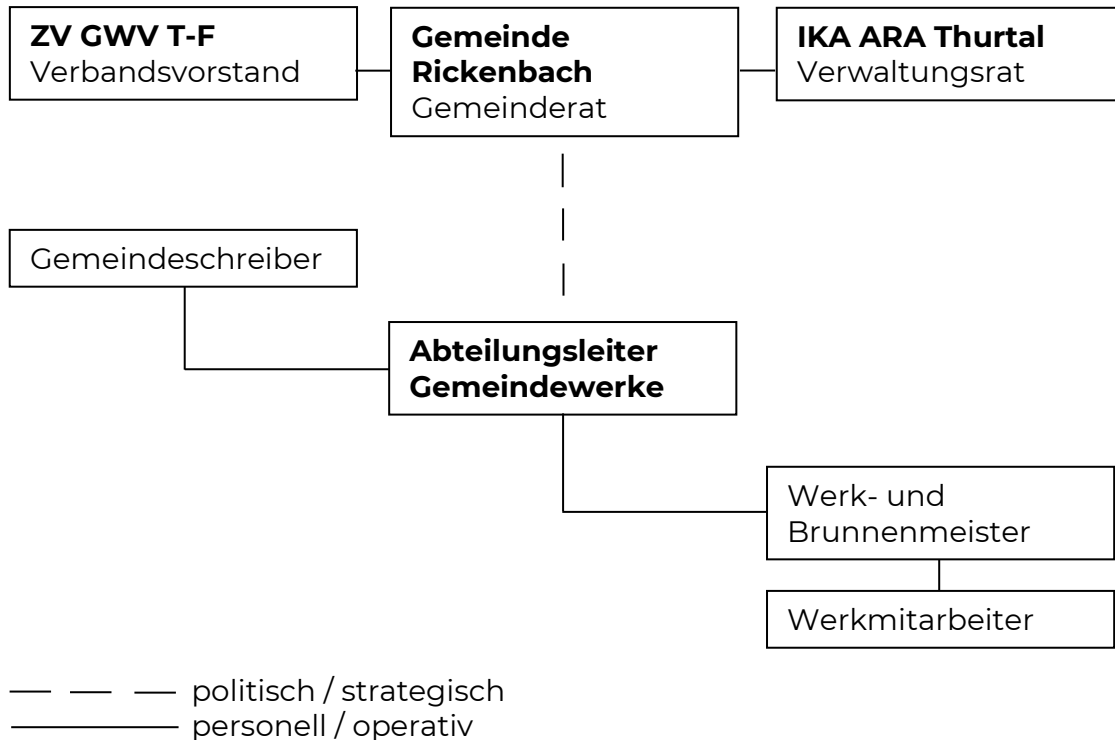 ZV GWV T-F
Verbandsvorstand
Gemeinde
Rickenbach
Gemeinderat
IKA ARA Thurtal
Verwaltungsrat
Gemeindeschreiber
Abteilungsleiter
Gemeindewerke
Werk- und
Brunnenmeister
Werkmitarbeiter
politisch / strategisch
personell / operativ